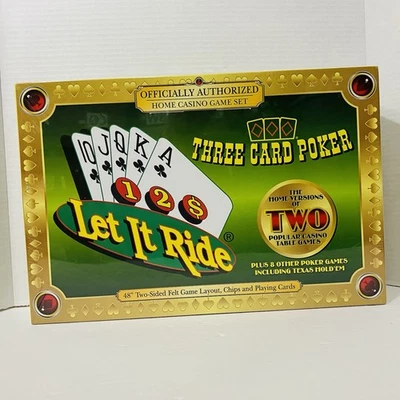 OFFICIALLY AUTHORIZED
HOME CASINO GAME SET
THREE CARD POKER
10 J Q K A
1 2 $
Let It Ride®
THE
HOME VERSIONS
OF
TWO
POPULAR CASINO
TABLE GAMES
PLUS 8 OTHER POKER GAMES
INCLUDING TEXAS HOLD'EM
48" Two-Sided Felt Game Layout, Chips and Playing Cards